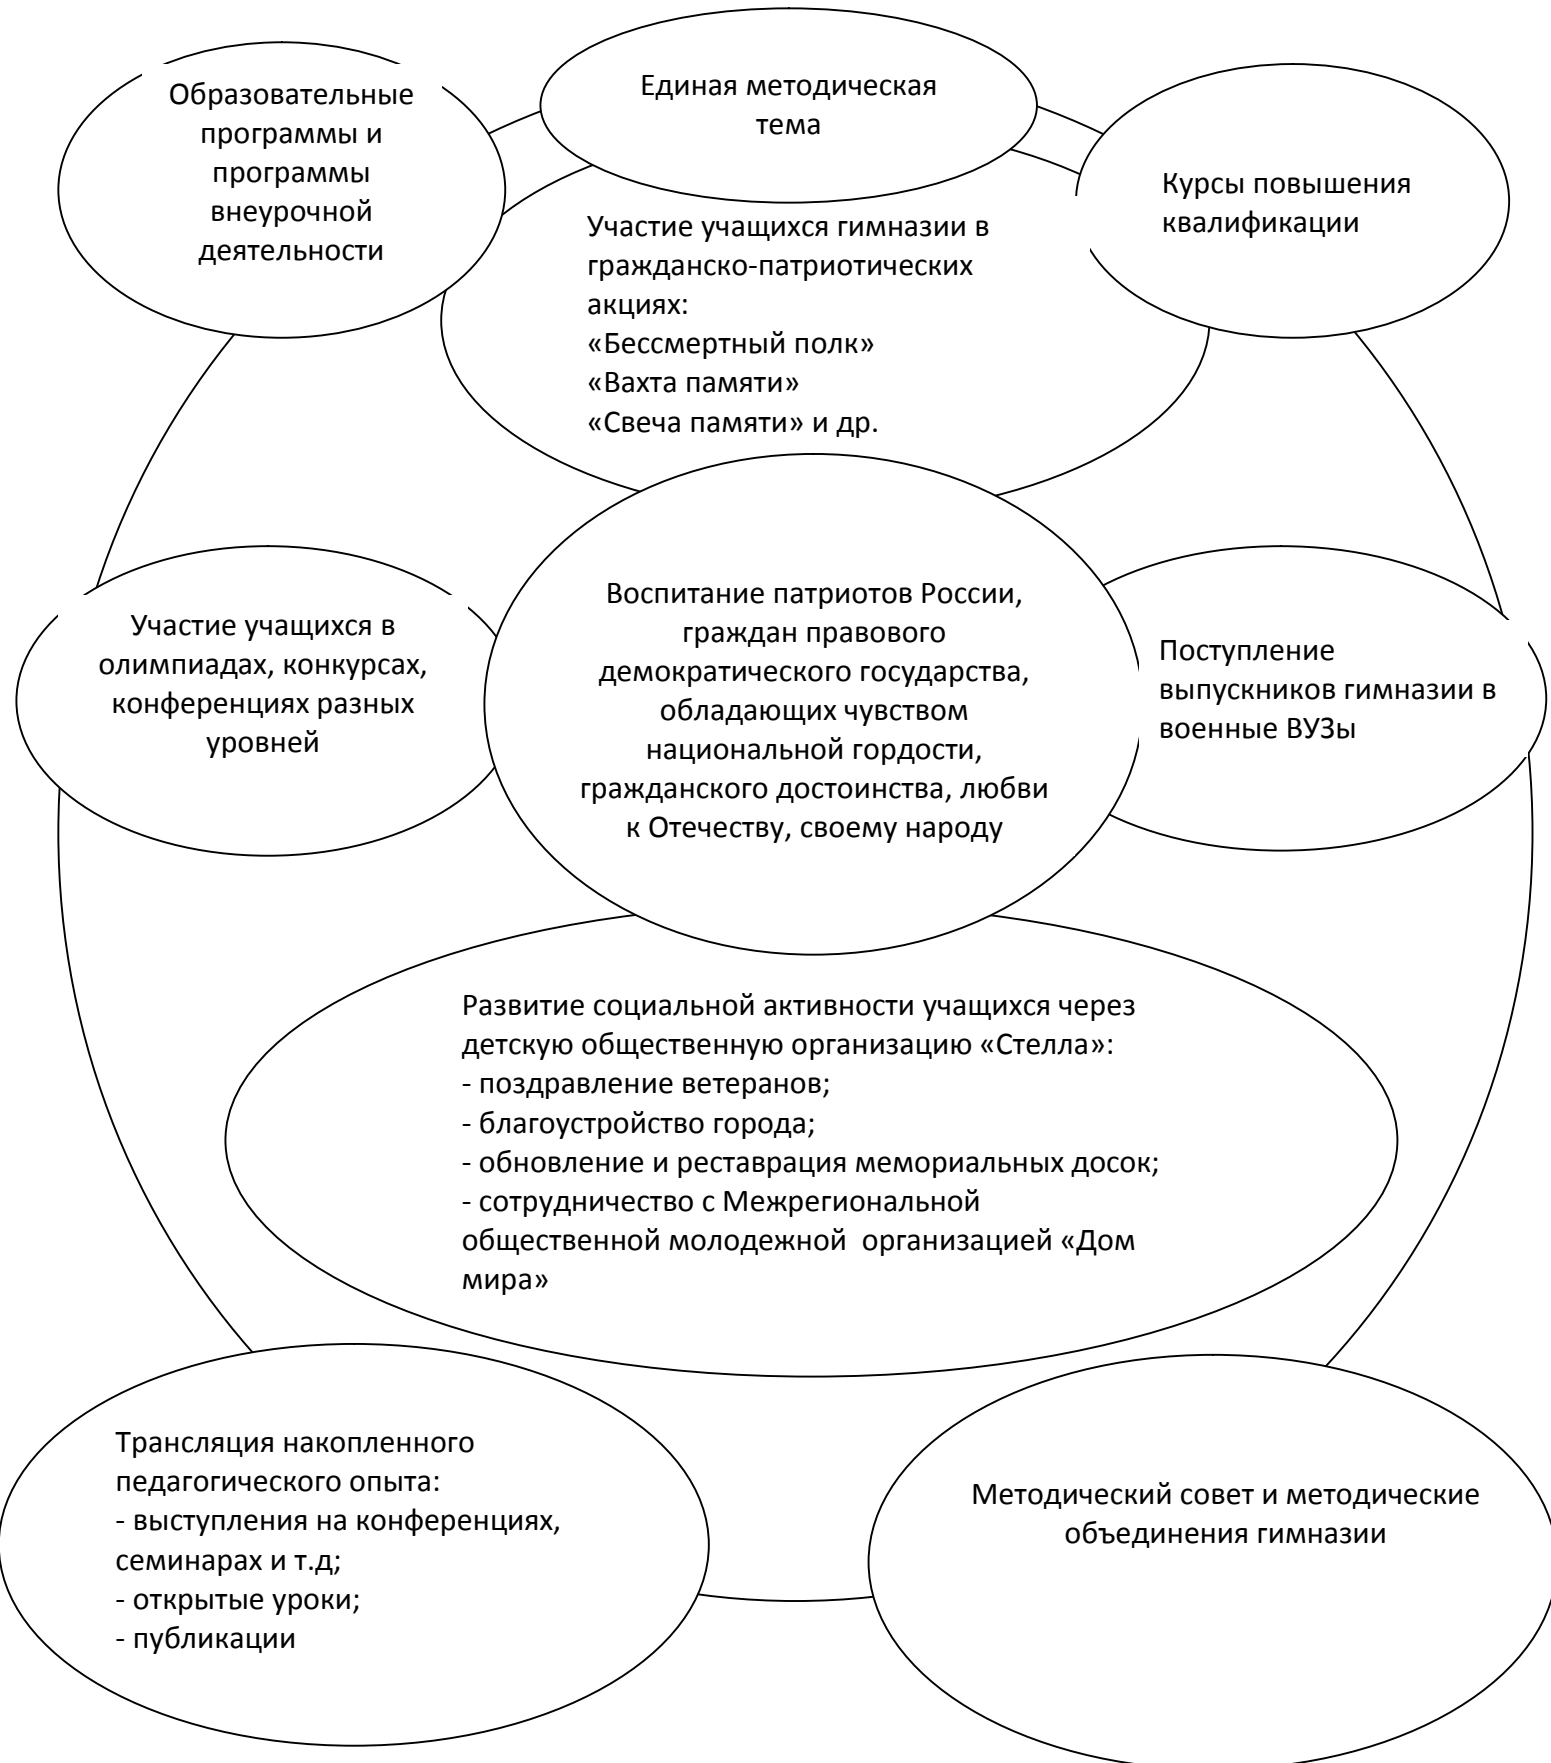 Образовательные
программы и
программы
внеурочной
деятельности
Единая методическая
тема
Курсы повышения
квалификации
Участие учащихся гимназии в
гражданско-патриотических
акциях:
«Бессмертный полк»
«Вахта памяти»
«Свеча памяти» и др.
Участие учащихся в
олимпиадах, конкурсах,
конференциях разных
уровней
Воспитание патриотов России,
граждан правового
демократического государства,
обладающих чувством
национальной гордости,
гражданского достоинства, любви
к Отечеству, своему народу
Поступление
выпускников гимназии в
военные ВУЗы
Развитие социальной активности учащихся через
детскую общественную организацию «Стелла»:
- поздравление ветеранов;
- благоустройство города;
- обновление и реставрация мемориальных досок;
- сотрудничество с Межрегиональной
общественной молодежной организацией «Дом
мира»
Трансляция накопленного
педагогического опыта:
- выступления на конференциях,
семинарах и т.д;
- открытые уроки;
- публикации
Методический совет и методические
объединения гимназии